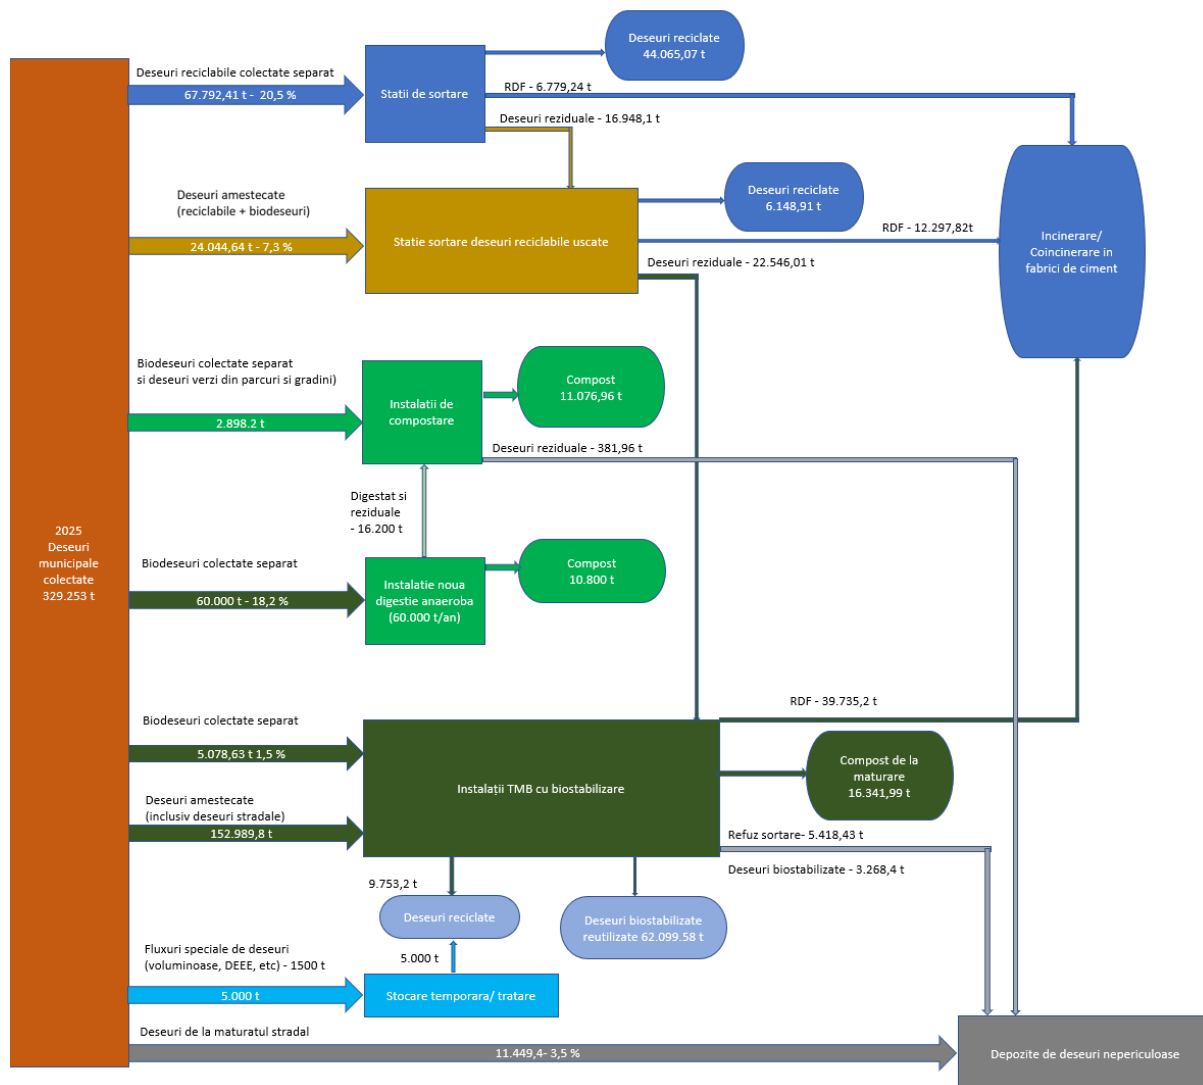 2025
Deseuri
municipale
colectate
329.253 t
Deseuri reciclabile colectate separat
67.792,41 t - 20,5 %
Statii de sortare
Deseuri reciclate
44.065,07 t
RDF - 6.779,24 t
Deseuri reziduale - 16.948,1 t
Deseuri amestecate
(reciclabile + biodeseuri)
24.044,64 t - 7,3 %
Statie sortare deseuri reciclabile uscate
Deseuri reciclate
6.148,91 t
RDF - 12.297,82t
Deseuri reziduale - 22.546,01 t
Incinerare/
Coincinerare in
fabrici de ciment
Biodeseuri colectate separat
si deseuri verzi din parcuri si gradini)
2.898.2 t
Instalatii de
compostare
Compost
11.076,96 t
Deseuri reziduale - 381,96 t
Digestat si
reziduale
- 16.200 t
Biodeseuri colectate separat
60.000 t - 18,2 %
Instalatie noua
digestie anaeroba
(60.000 t/an)
Compost
10.800 t
Biodeseuri colectate separat
5.078,63 t 1,5 %
Deseuri amestecate
(inclusiv deseuri stradale)
152.989,8 t
Instalații TMB cu biostabilizare
RDF - 39.735,2 t
Compost de la
maturare
16.341,99 t
Refuz sortare- 5.418,43 t
Deseuri biostabilizate - 3.268,4 t
9.753,2 t
Deseuri reciclate
Deseuri biostabilizate
reutilizate 62.099.58 t
Fluxuri speciale de deseuri
(voluminoase, DEEE, etc) - 1500 t
5.000 t
5.000 t
Stocare temporara/ tratare
Deseuri de la maturatul stradal
11.449,4- 3,5 %
Depozite de deseuri nepericuloase